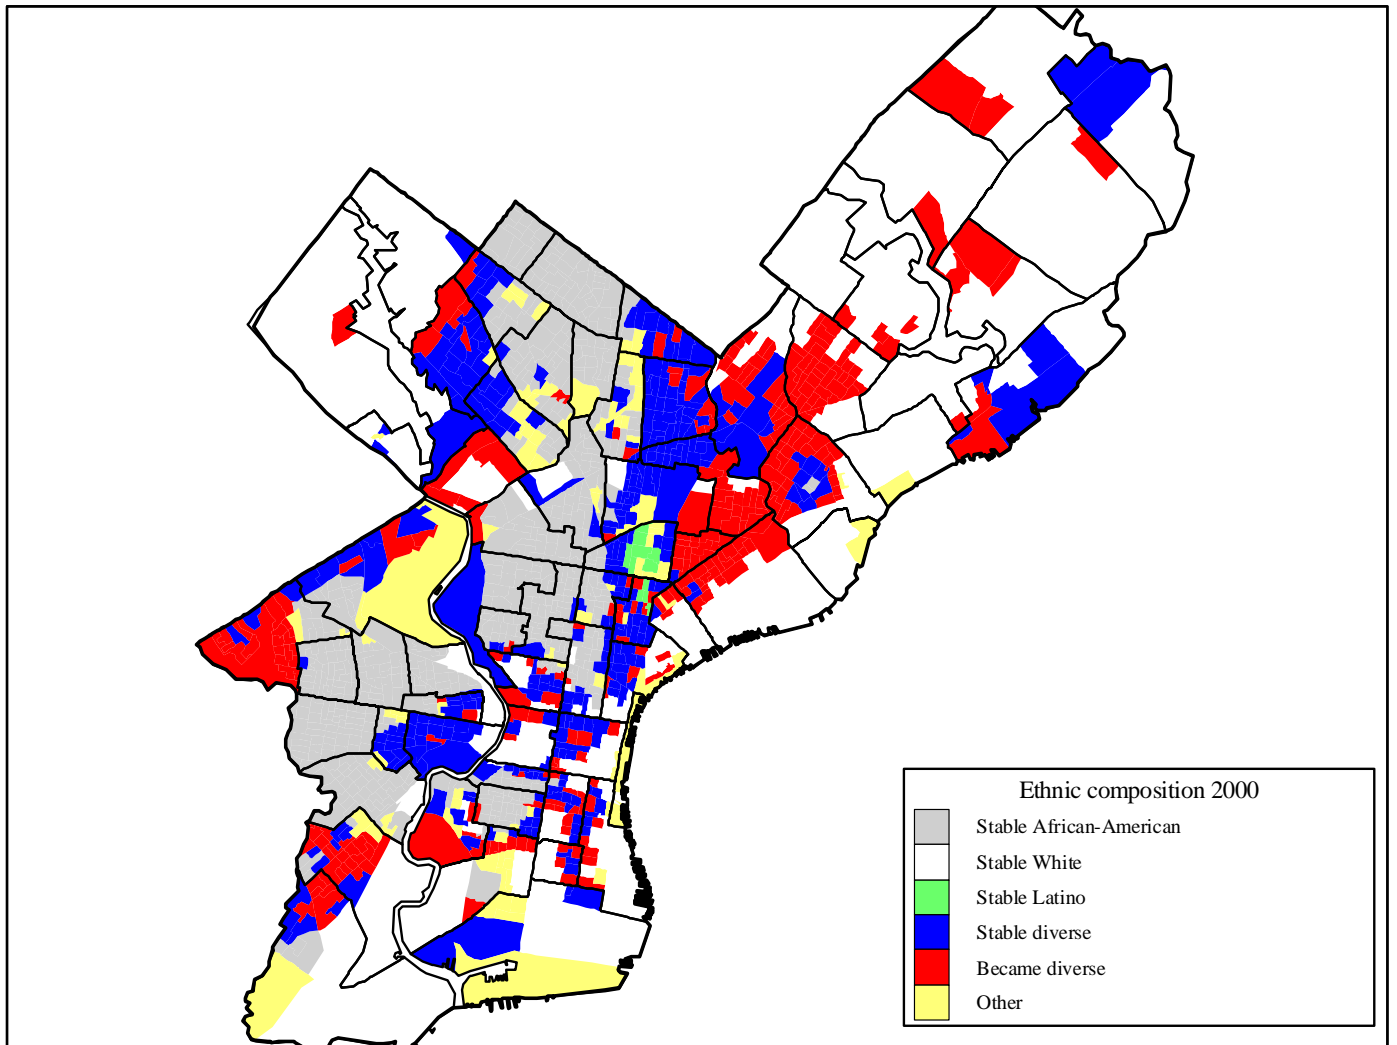 Ethnic composition 2000
Stable African-American
Stable White
Stable Latino
Stable diverse
Became diverse
Other